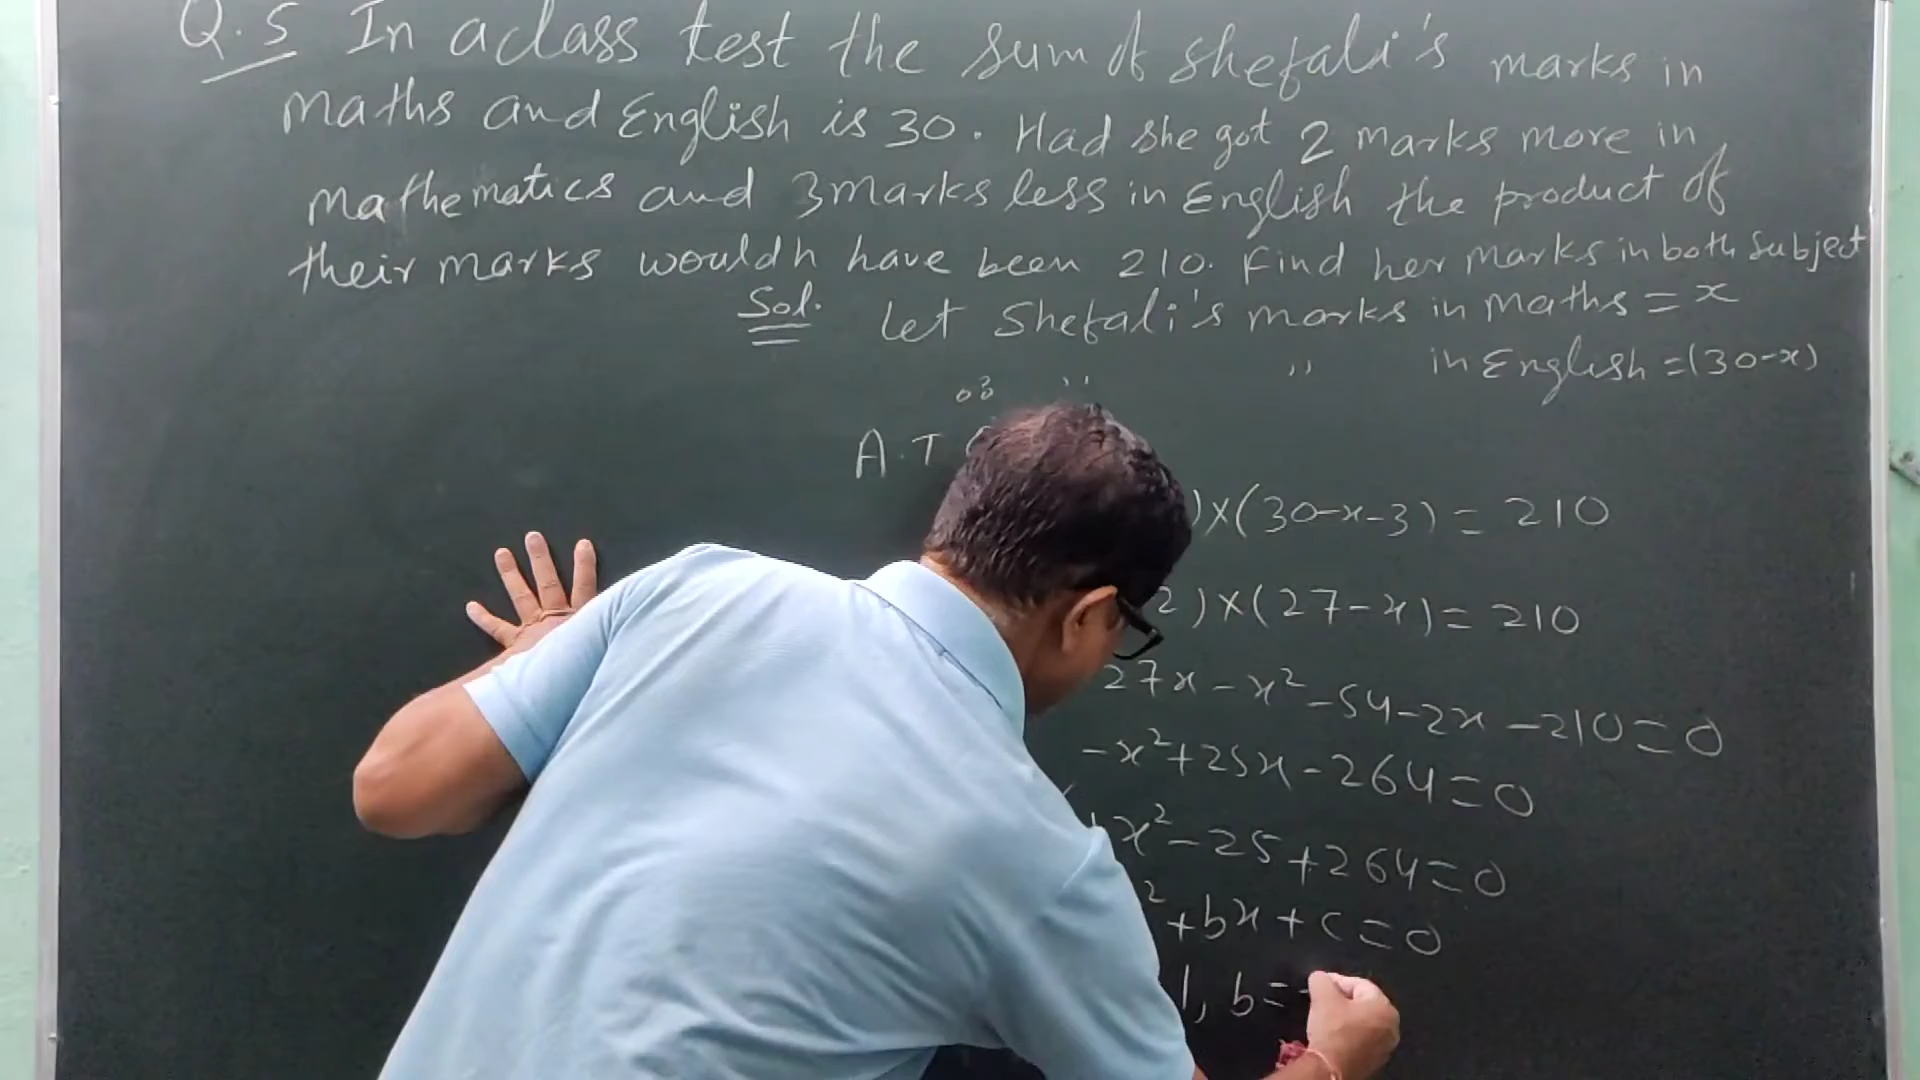 Q.5 In a class test the sum of Shefali's marks in
Maths and English is 30. Had she got 2 marks more in
Mathematics and 3 marks less in English the product of
their marks wouldh have been 210. Find her marks in both subject
Sol. Let Shefali's marks in Maths = x
,, in English = (30-x)
A.T
)×(30-x-3) = 210
2)×(27-x) = 210
27x-x²-54-2x-210=0
-x²+25x-264=0
x²-25+264=0
²+bx+c=0
1, b=-